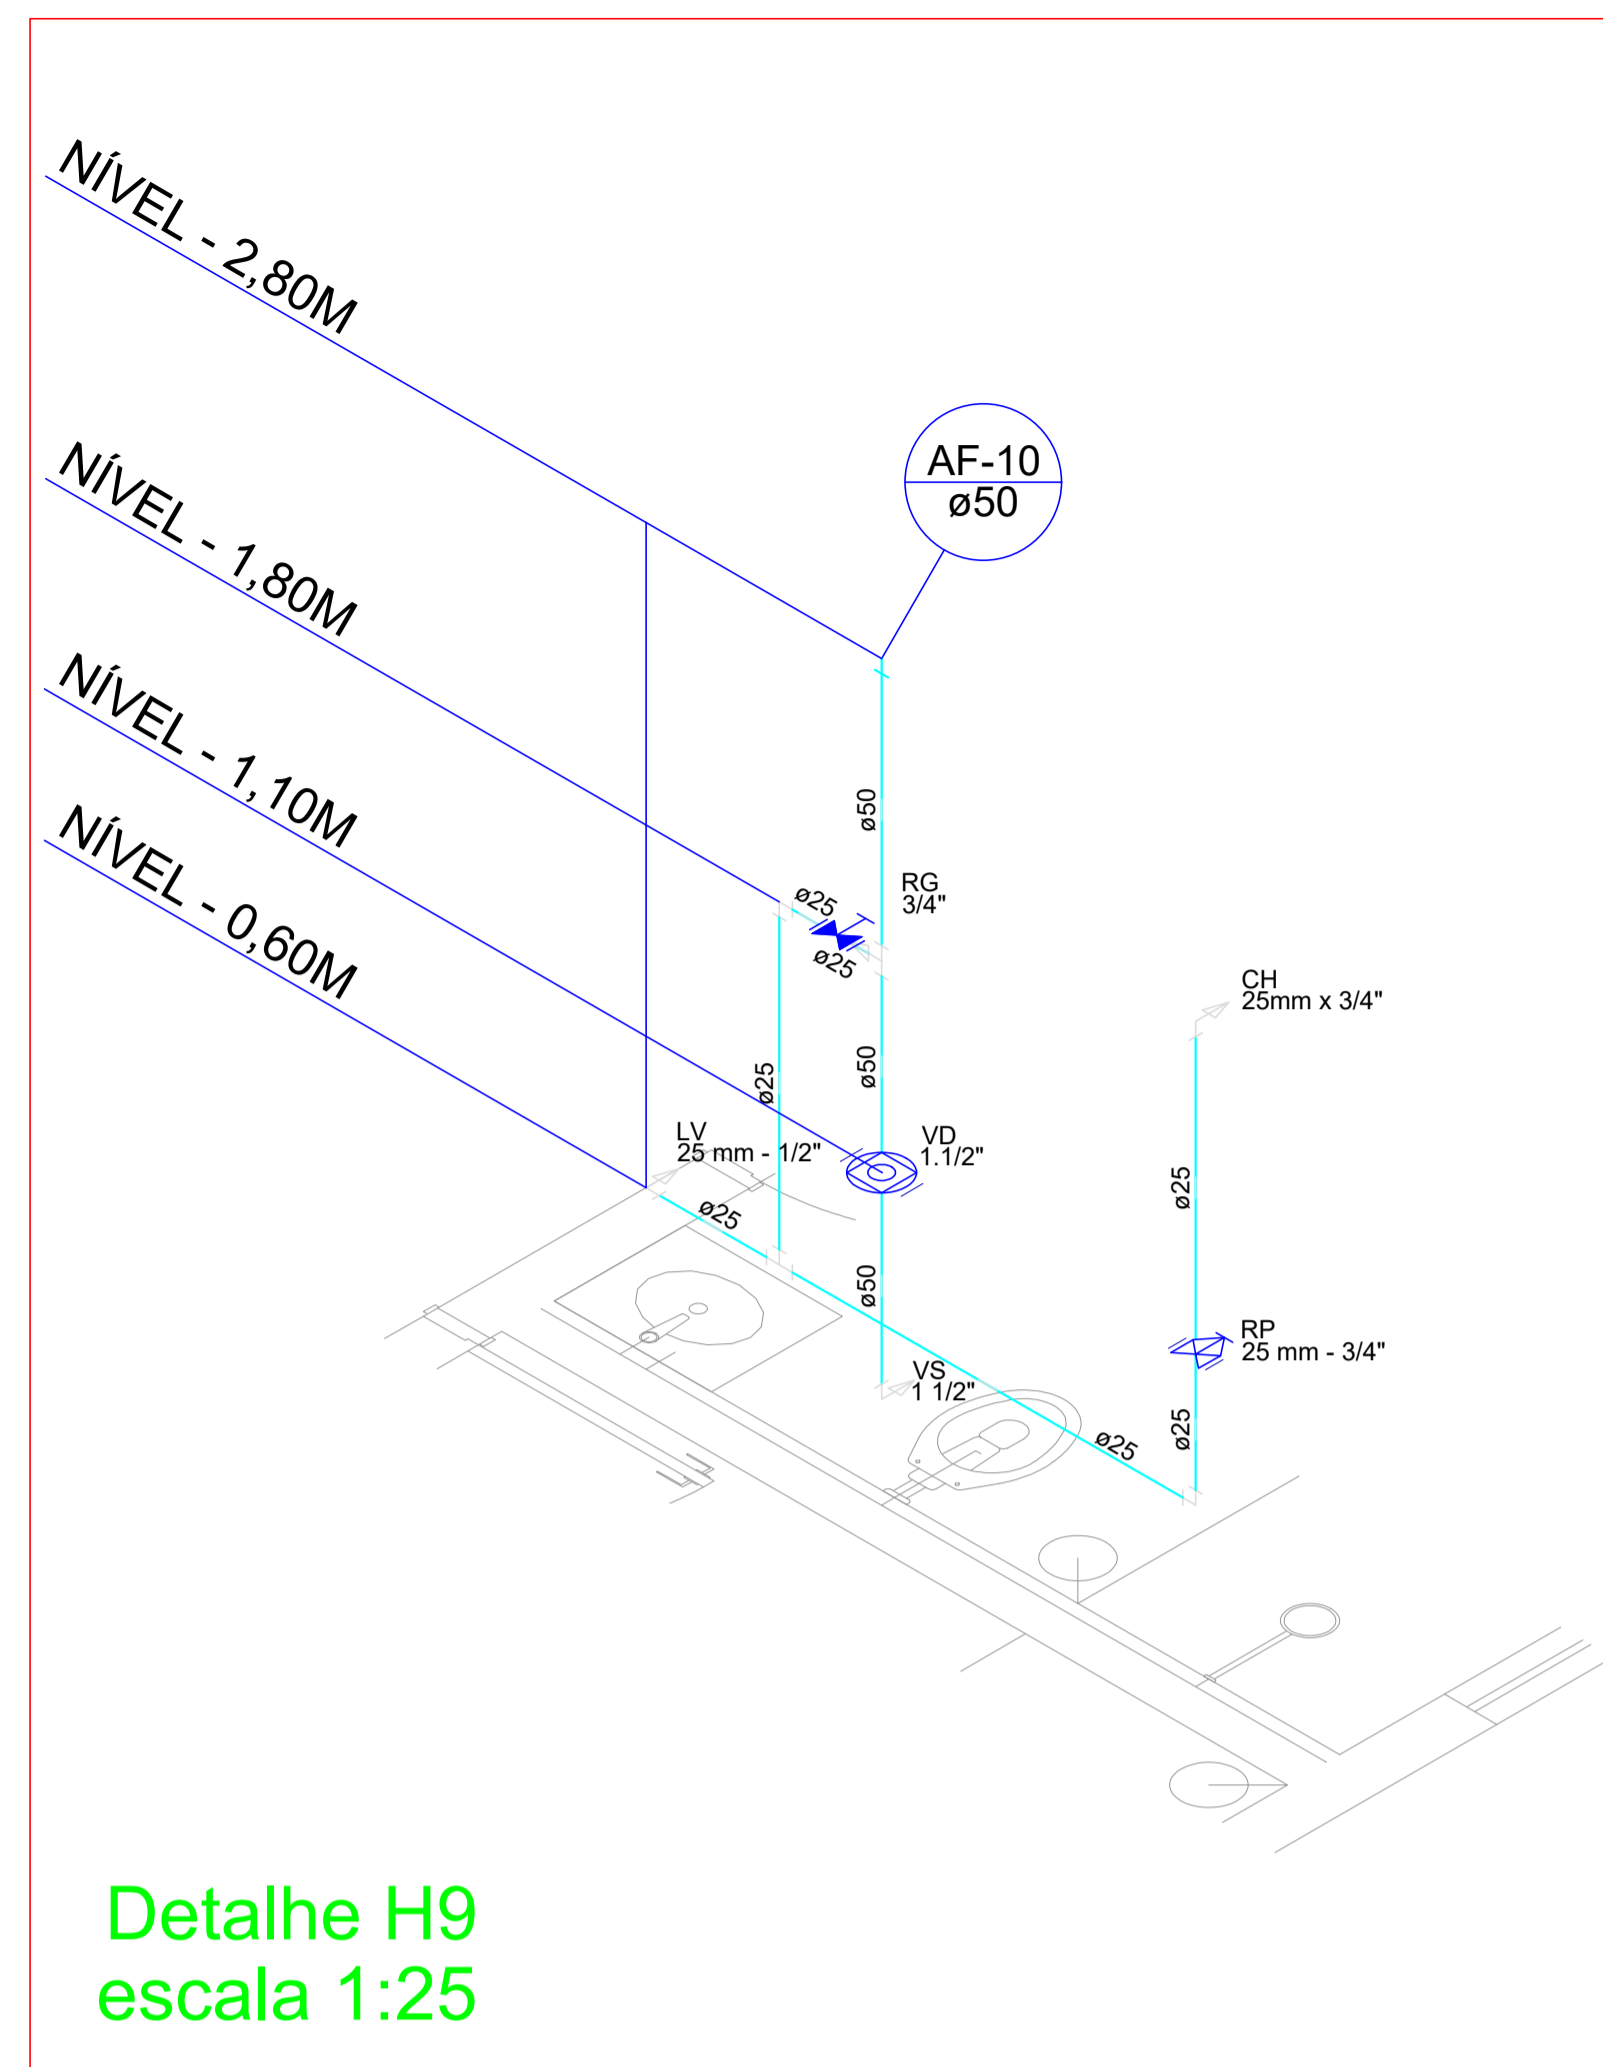 NÍVEL - 2,80M
AF-10
ø50
NÍVEL - 1,80M
NÍVEL - 1,10M
ø50
NÍVEL - 0,60M
RG
3/4"
ø25
ø25
CH
25mm x 3/4"
ø25
ø50
LV
25 mm - 1/2"
VD
1.1/2"
ø25
ø25
ø50
RP
25 mm - 3/4"
VS
1 1/2"
ø25
ø25
Detalhe H9
escala 1:25